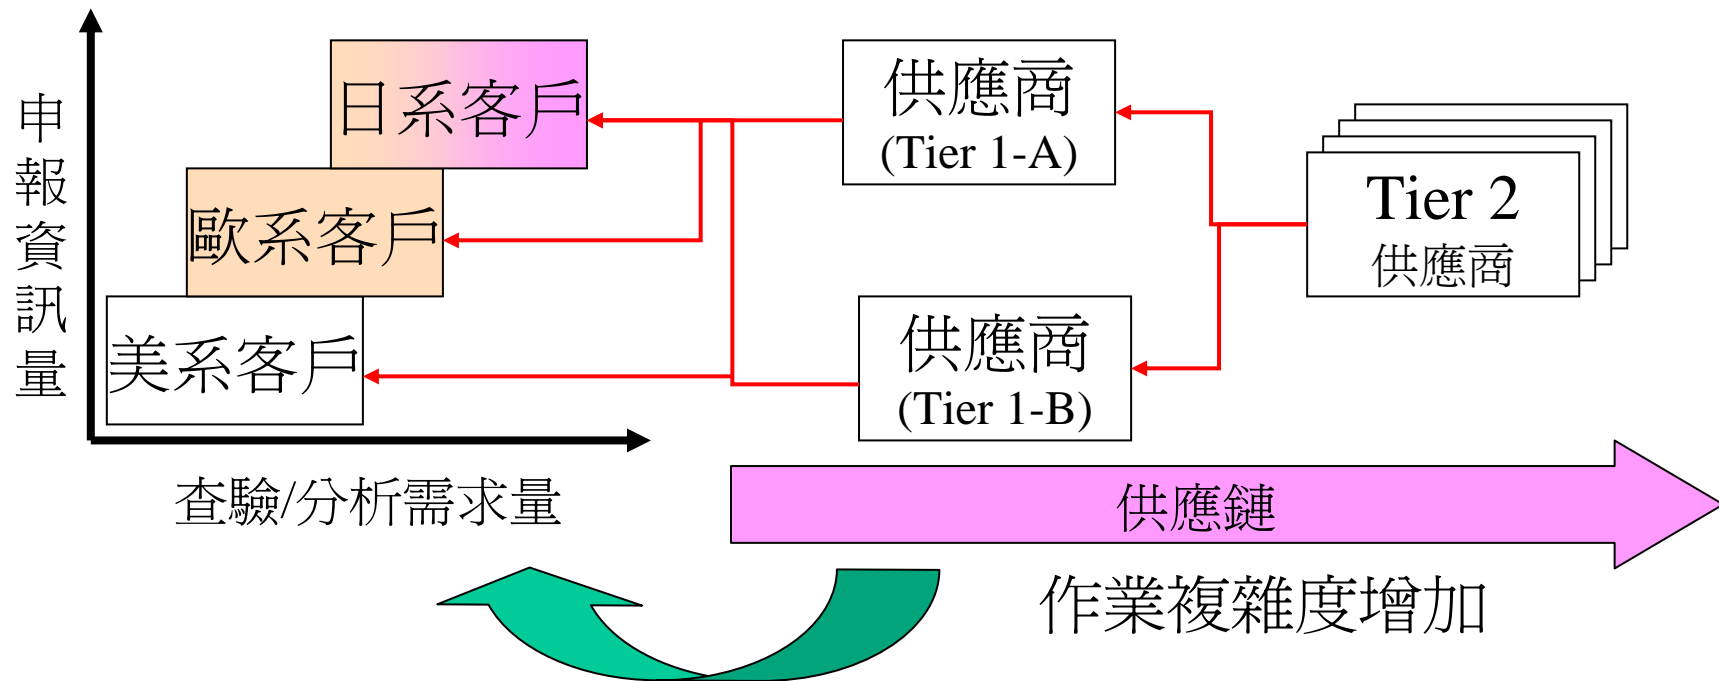 申報資訊量
日系客戶
歐系客戶
美系客戶
查驗/分析需求量
供應商
(Tier 1-A)
供應商
(Tier 1-B)
Tier 2
供應商
供應鏈
作業複雜度增加